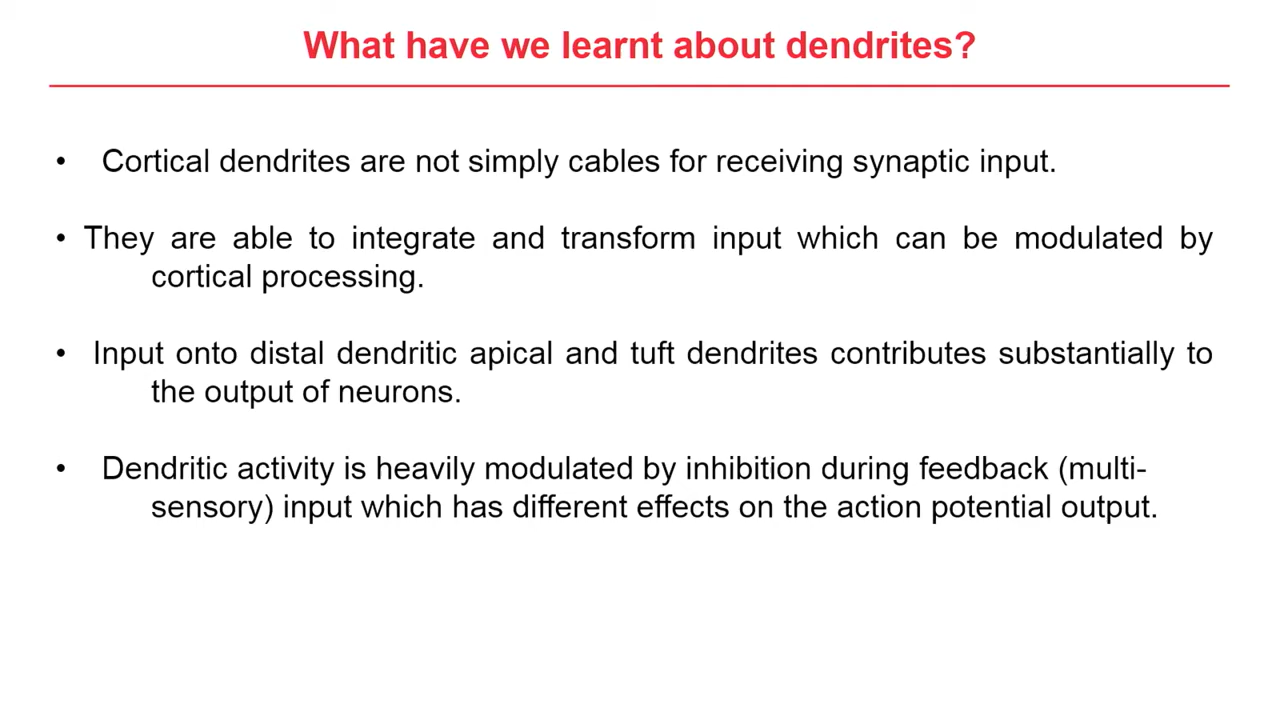 What have we learnt about dendrites?
• Cortical dendrites are not simply cables for receiving synaptic input.
• They are able to integrate and transform input which can be modulated by
cortical processing.
• Input onto distal dendritic apical and tuft dendrites contributes substantially to
the output of neurons.
• Dendritic activity is heavily modulated by inhibition during feedback (multi-
sensory) input which has different effects on the action potential output.